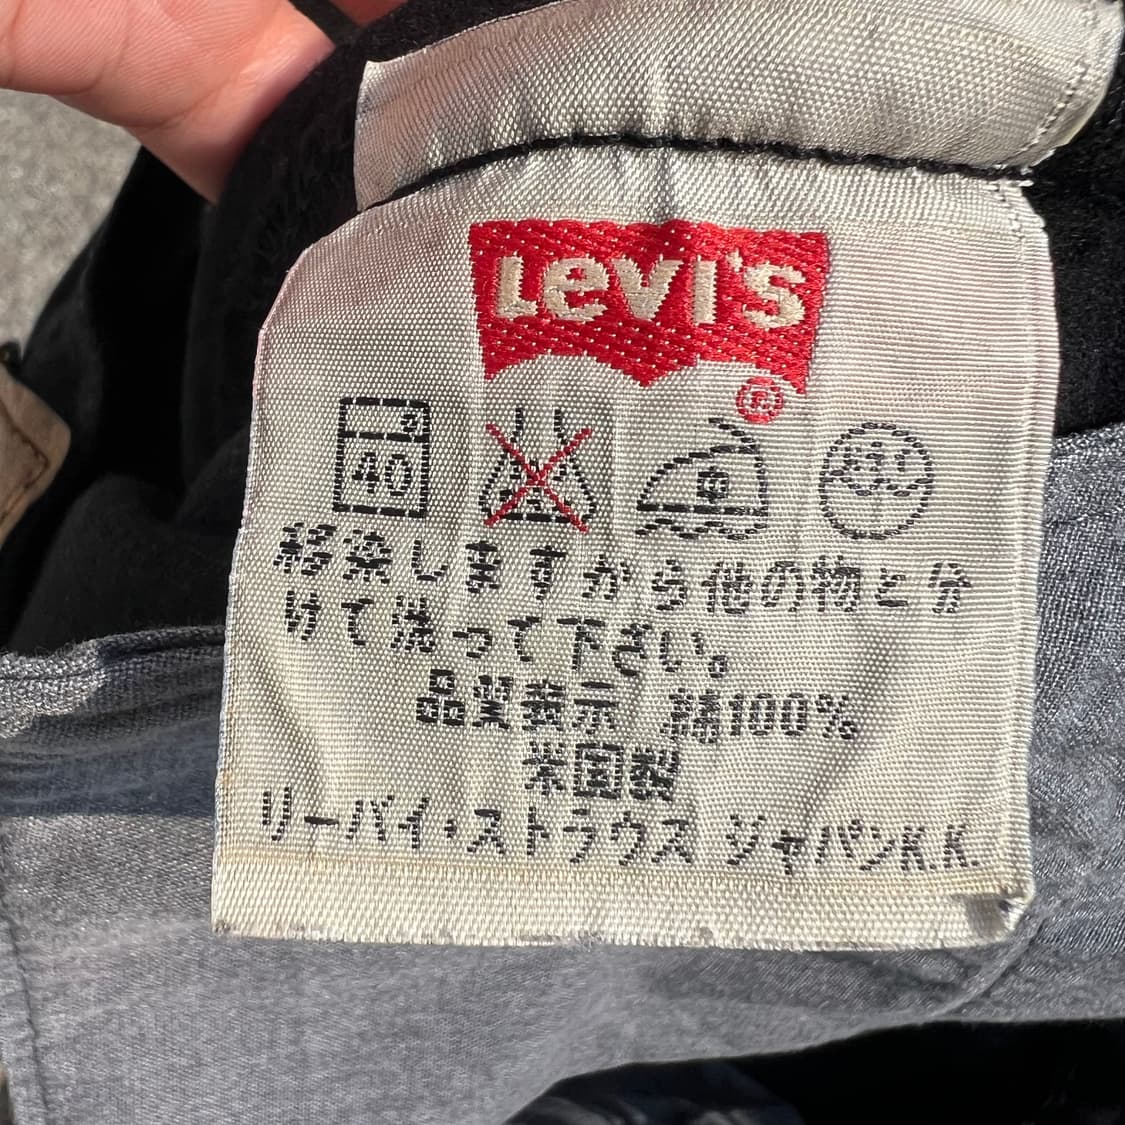 Levi's
®
40
移染しますから他の物と分
けて洗って下さい。
品質表示 綿100%
米国製
リーバイ・ストラウス ジャパンK.K.